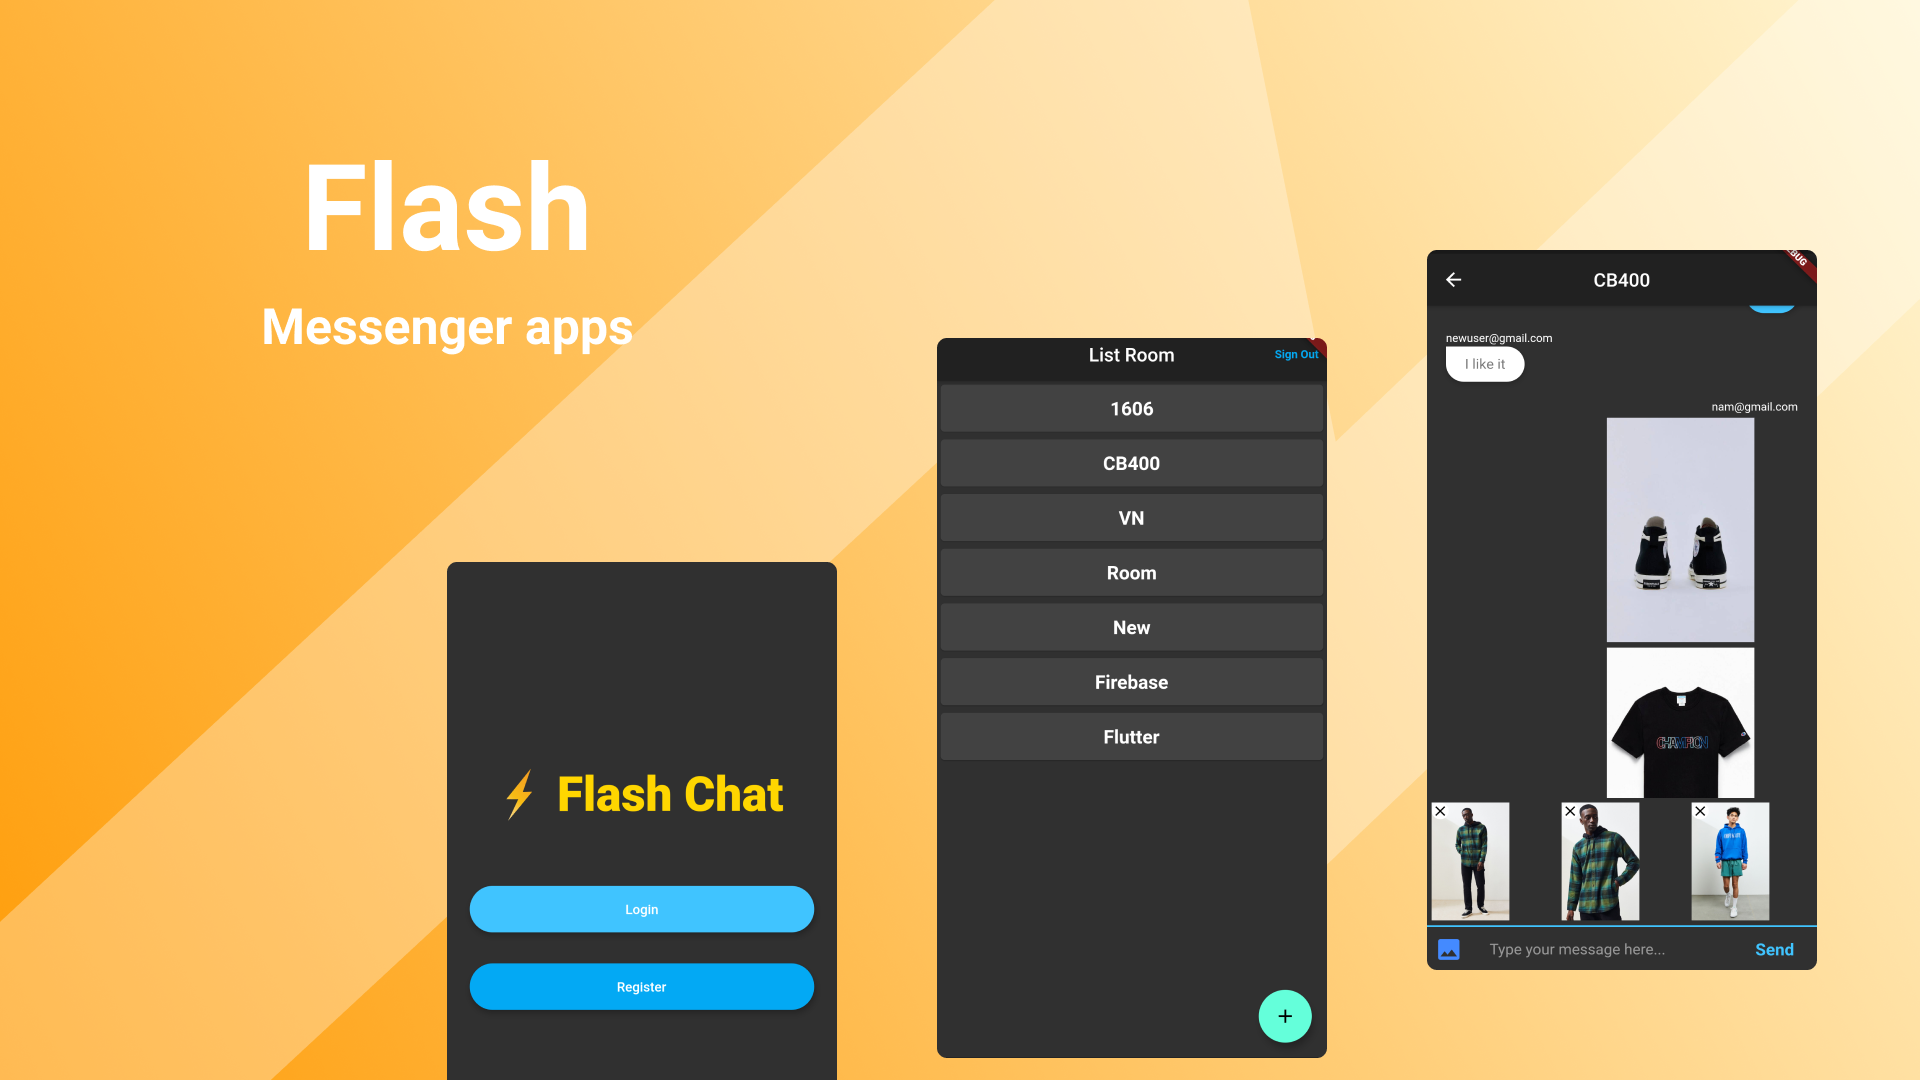 Flash
Messenger apps
⚡ Flash Chat
Login
Register
List Room
Sign Out
1606
CB400
VN
Room
New
Firebase
Flutter
+
CB400
newuser@gmail.com
I like it
nam@gmail.com
CHAMPION
Type your message here...
Send